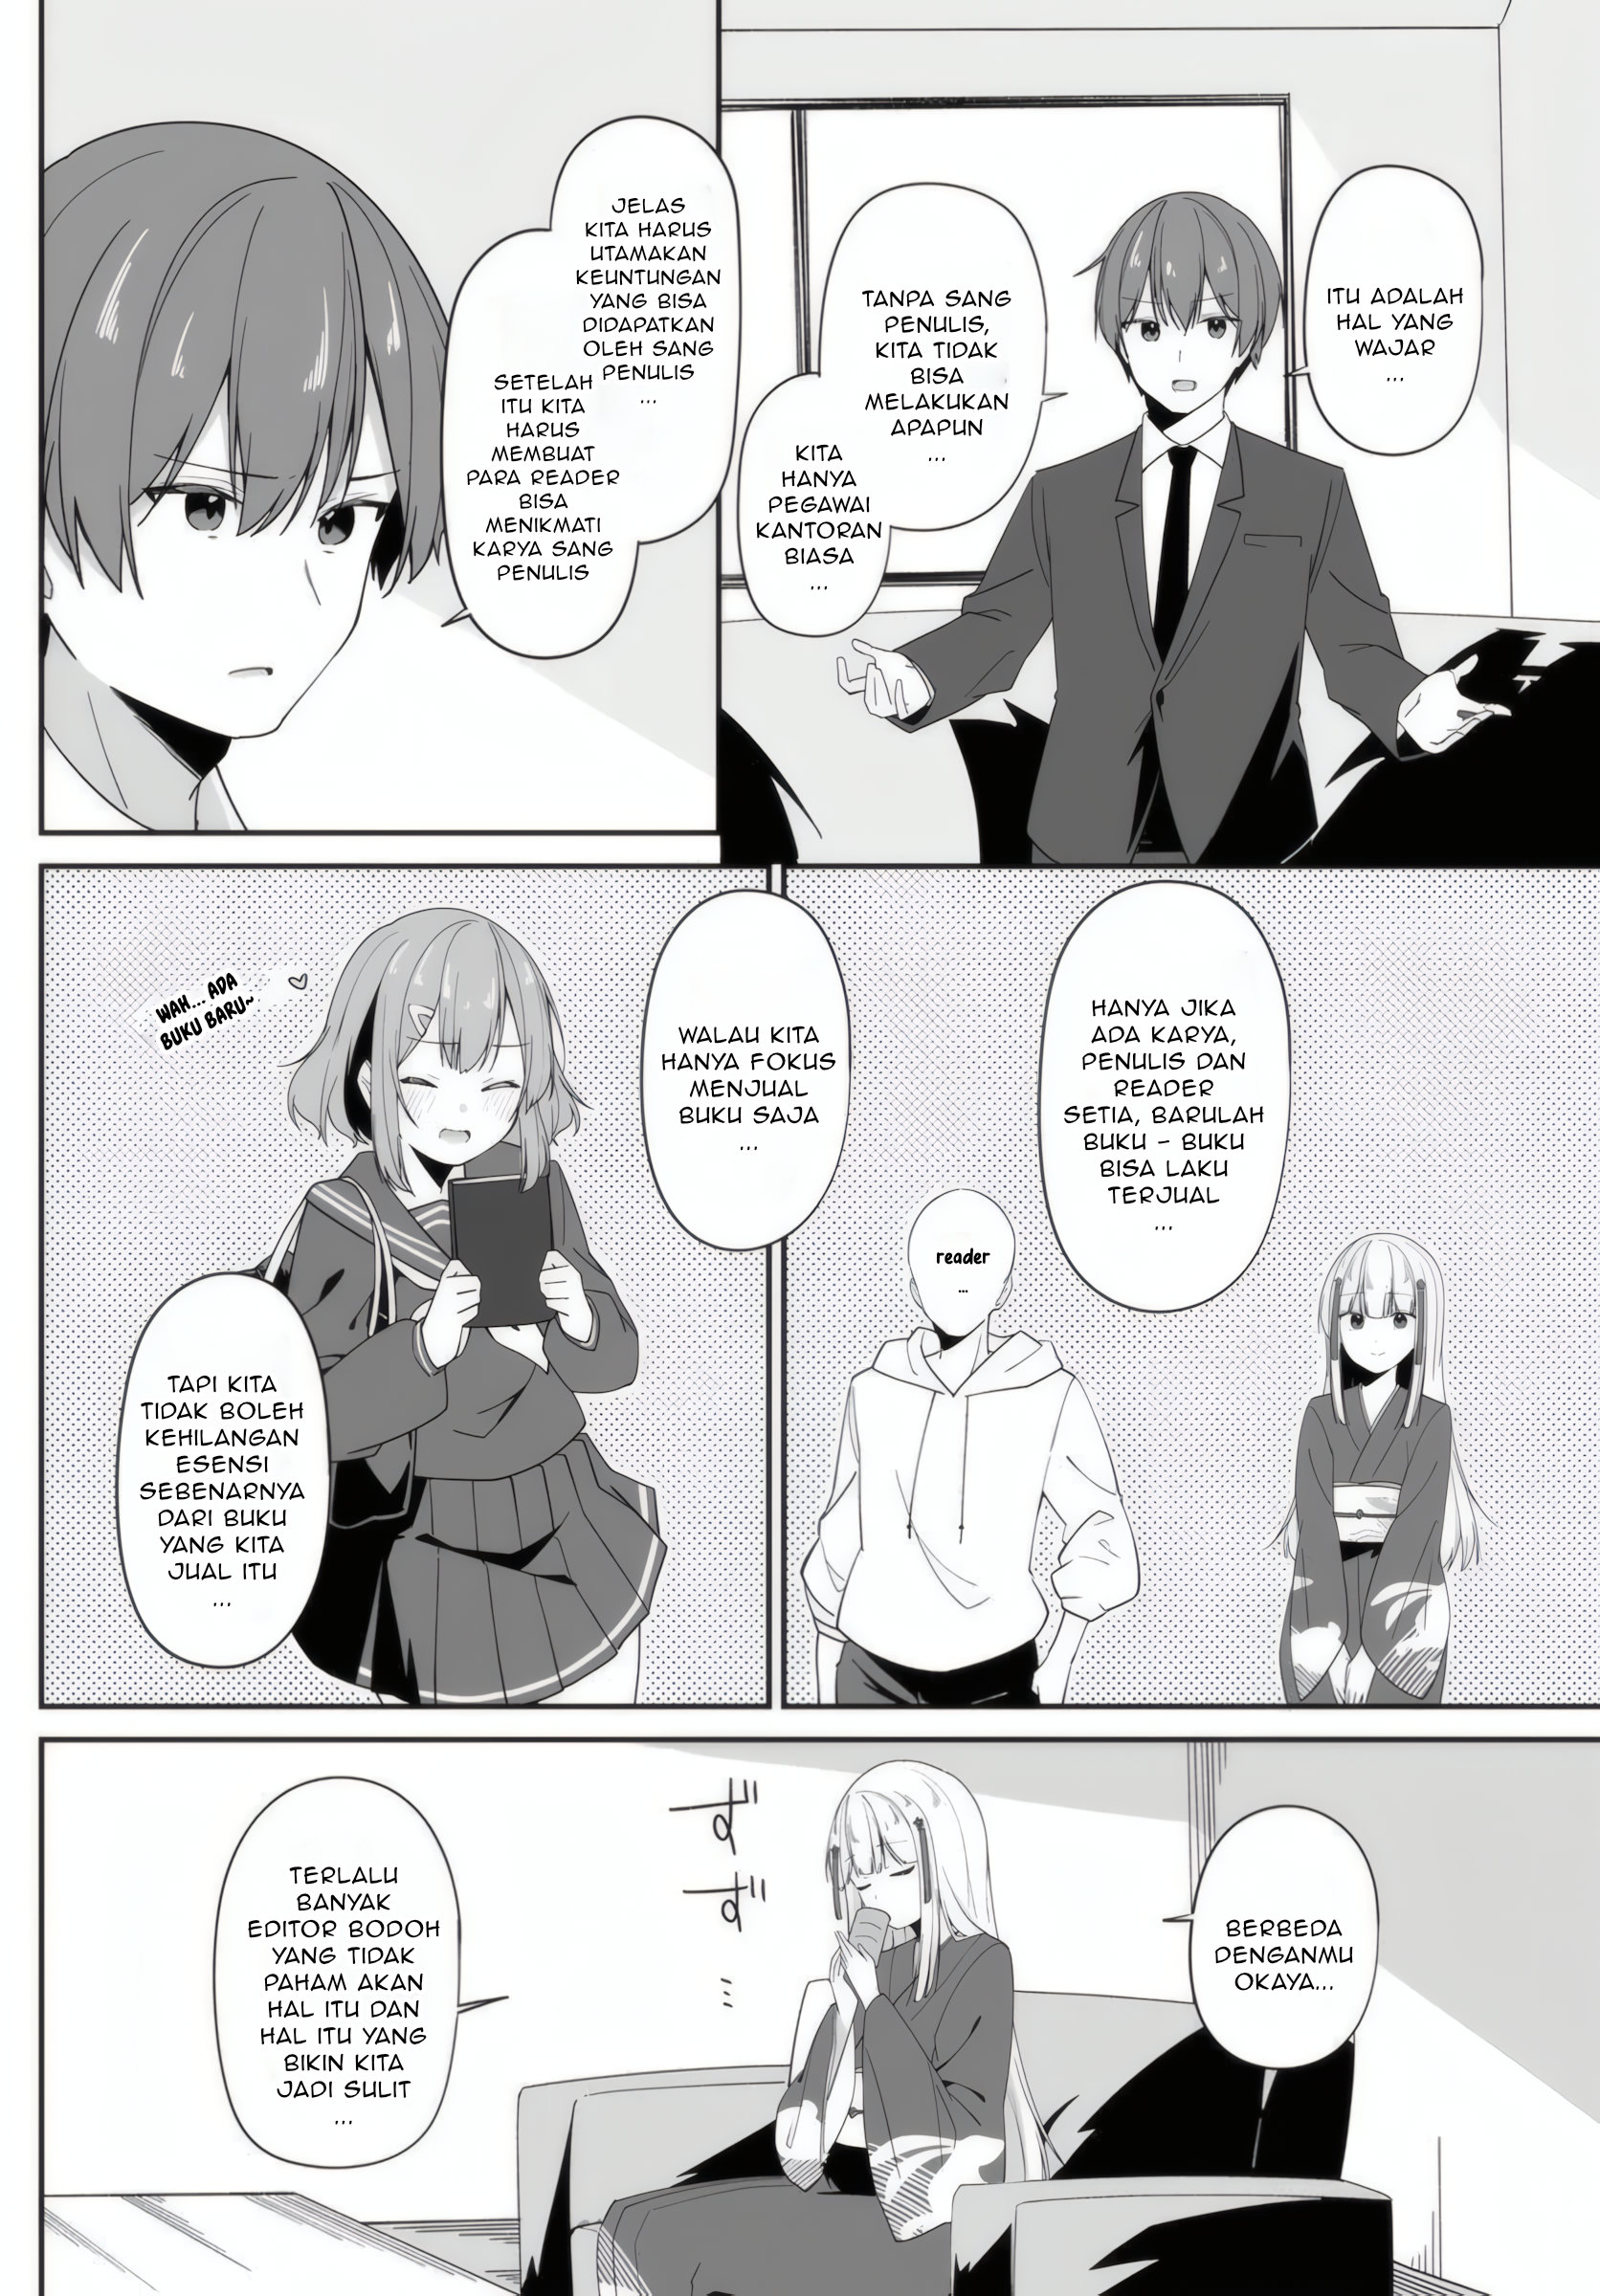 ITU ADALAH
HAL YANG
WAJAR
...
TANPA SANG
PENULIS,
KITA TIDAK
BISA
MELAKUKAN
APAPUN
...
KITA
HANYA
PEGAWAI
KANTORAN
BIASA
...
JELAS
KITA HARUS
UTAMAKAN
KEUNTUNGAN
YANG BISA
DIDAPATKAN
OLEH SANG
PENULIS
...
SETELAH
ITU KITA
HARUS
MEMBUAT
PARA READER
BISA
MENIKMATI
KARYA SANG
PENULIS
HANYA JIKA
ADA KARYA,
PENULIS DAN
READER
SETIA, BARULAH
BUKU - BUKU
BISA LAKU
TERJUAL
...
reader
...
WALAU KITA
HANYA FOKUS
MENJUAL
BUKU SAJA
...
WAH... ADA
BUKU BARU~
TAPI KITA
TIDAK BOLEH
KEHILANGAN
ESENSI
SEBENARNYA
DARI BUKU
YANG KITA
JUAL ITU
...
BERBEDA
DENGANMU
OKAYA...
ずずず...
TERLALU
BANYAK
EDITOR BODOH
YANG TIDAK
PAHAM AKAN
HAL ITU DAN
HAL ITU YANG
BIKIN KITA
JADI SULIT
...